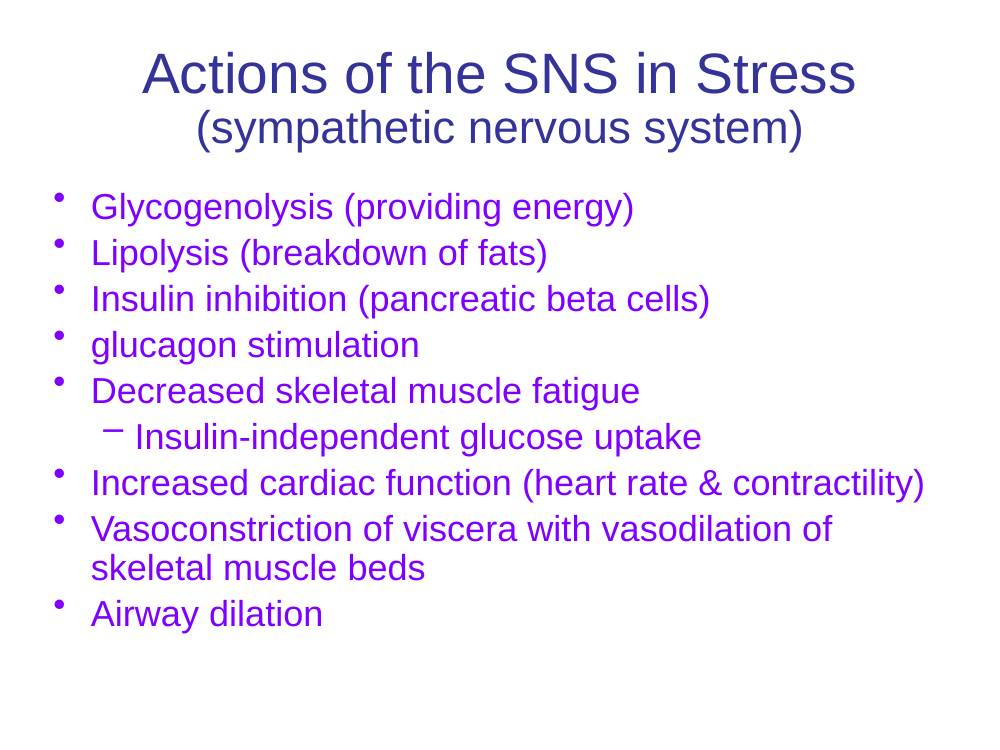 Actions of the SNS in Stress
(sympathetic nervous system)
• Glycogenolysis (providing energy)
• Lipolysis (breakdown of fats)
• Insulin inhibition (pancreatic beta cells)
• glucagon stimulation
• Decreased skeletal muscle fatigue
– Insulin-independent glucose uptake
• Increased cardiac function (heart rate & contractility)
• Vasoconstriction of viscera with vasodilation of
skeletal muscle beds
• Airway dilation